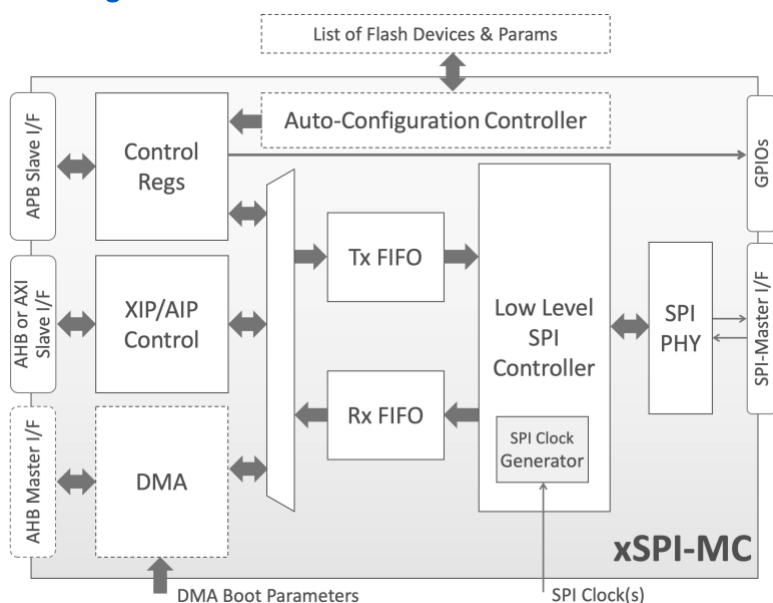 List of Flash Devices & Params
Auto-Configuration Controller
APB Slave I/F
Control
Regs
GPIOs
Tx FIFO
AHB or AXI
Slave I/F
XIP/AIP
Control
Low Level
SPI
Controller
SPI
PHY
SPI-Master I/F
Rx FIFO
SPI Clock
Generator
AHB Master I/F
DMA
xSPI-MC
DMA Boot Parameters
SPI Clock(s)